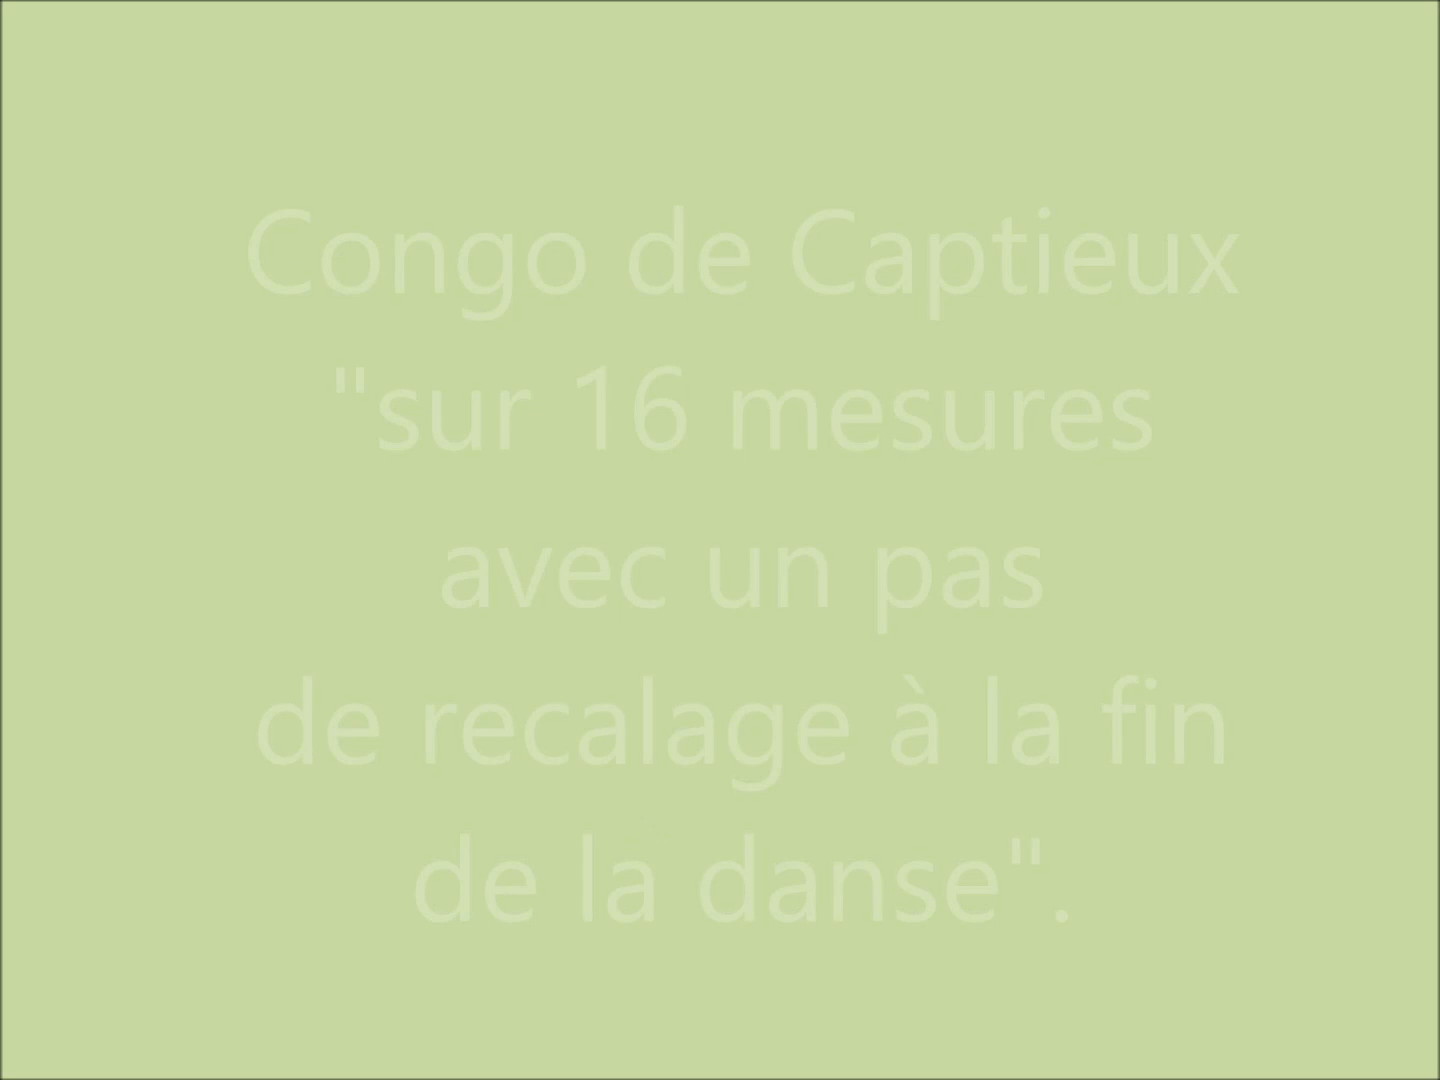 Congo de Captieux
"sur 16 mesures
avec un pas
de recalage à la fin
de la danse".